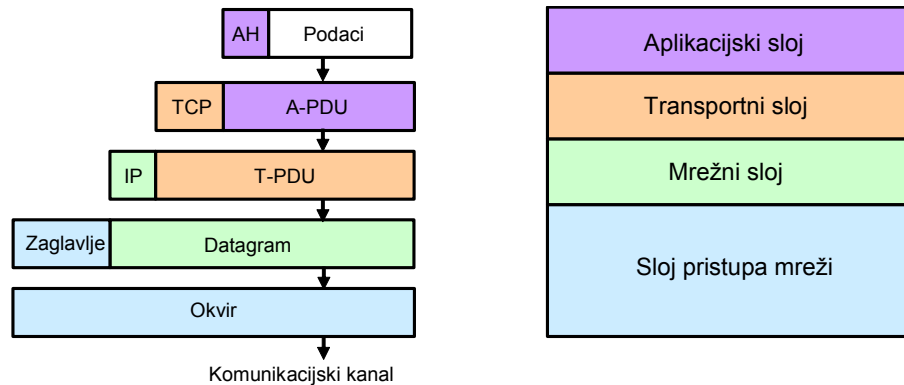 AH Podaci
TCP A-PDU
IP T-PDU
Zaglavlje Datagram
Okvir
Komunikacijski kanal
Aplikacijski sloj
Transportni sloj
Mrežni sloj
Sloj pristupa mreži